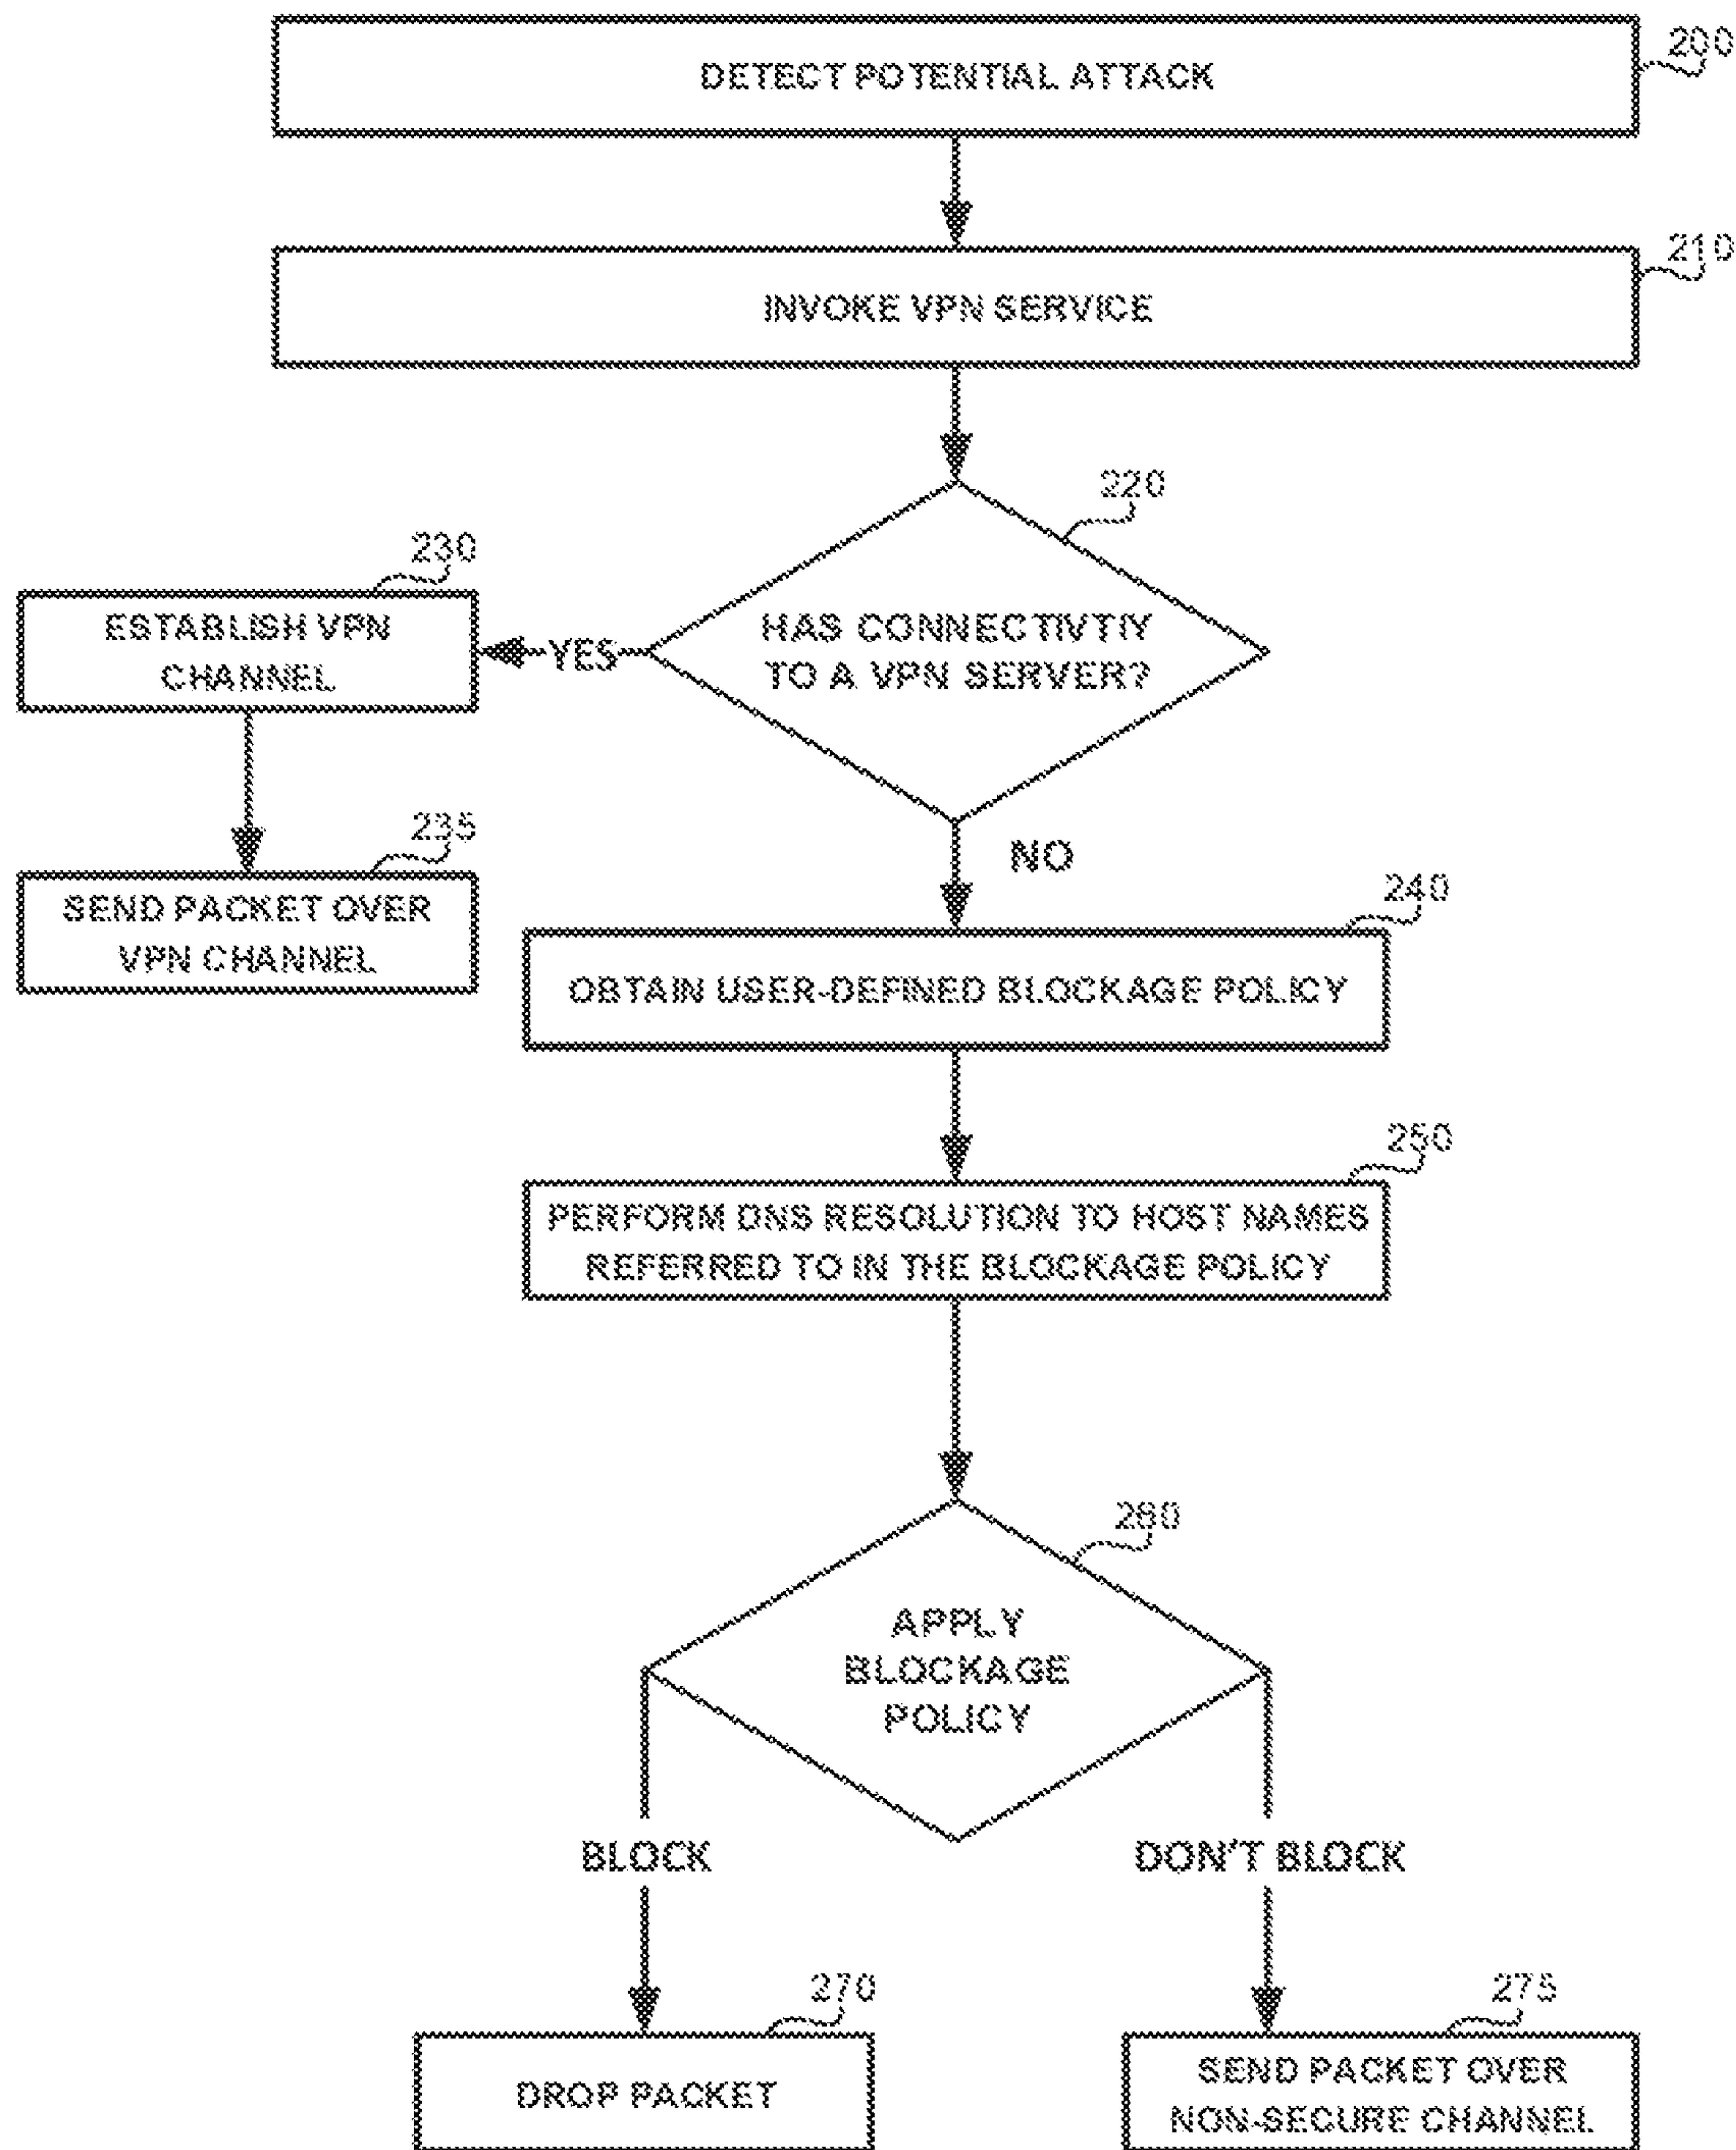 200
DETECT POTENTIAL ATTACK
210
INVOKE VPN SERVICE
220
HAS CONNECTIVTIY
TO A VPN SERVER?
YES
230
ESTABLISH VPN
CHANNEL
235
SEND PACKET OVER
VPN CHANNEL
NO
240
OBTAIN USER-DEFINED BLOCKAGE POLICY
250
PERFORM DNS RESOLUTION TO HOST NAMES
REFERRED TO IN THE BLOCKAGE POLICY
260
APPLY
BLOCKAGE
POLICY
BLOCK
DON'T BLOCK
270
DROP PACKET
275
SEND PACKET OVER
NON-SECURE CHANNEL